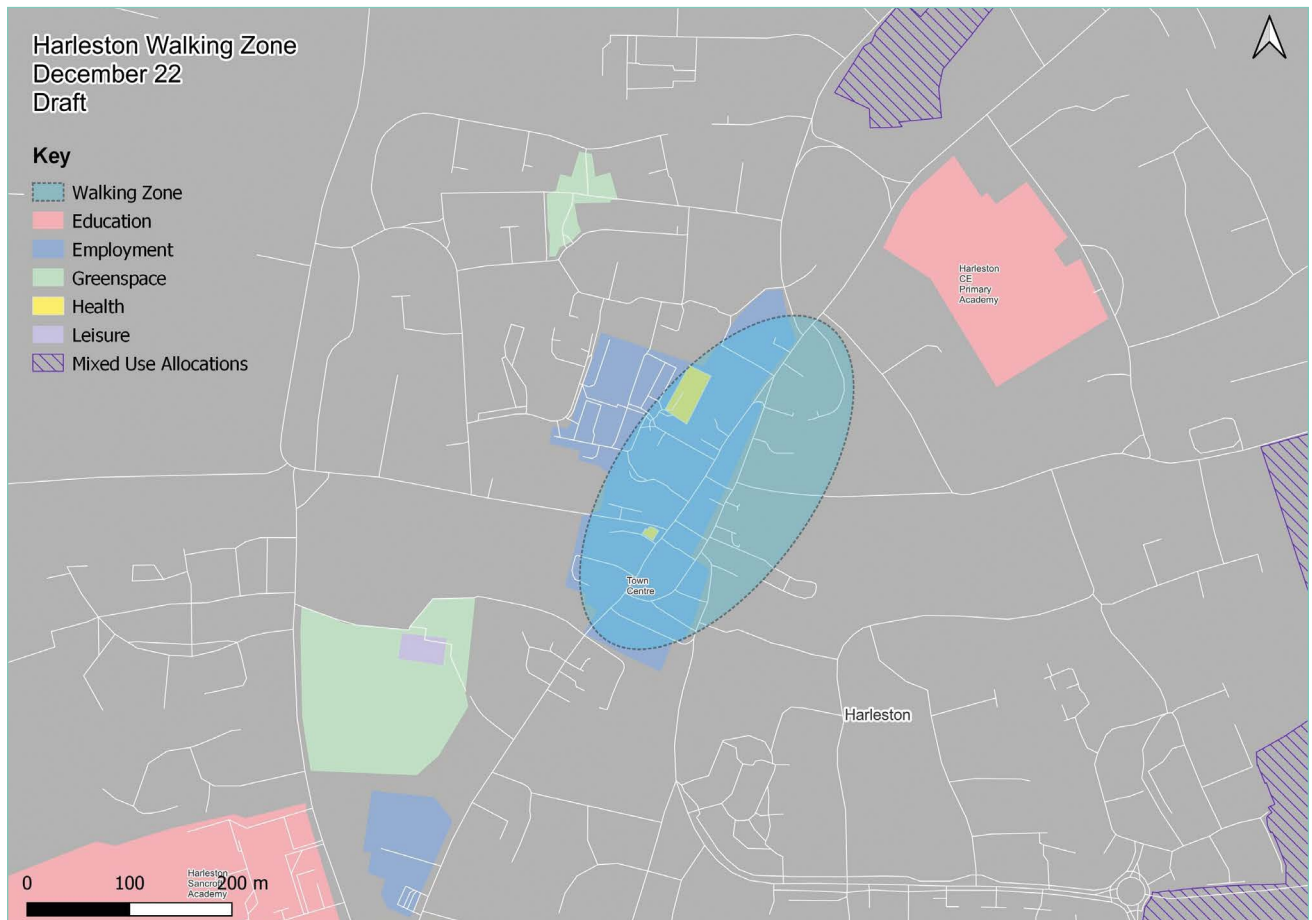 Harleston Walking Zone
December 22
Draft
Key
Walking Zone
Education
Employment
Greenspace
Health
Leisure
Mixed Use Allocations
Harleston
CE
Primary
Academy
Town
Centre
Harleston
Harleston
Sancroft
Academy
0 100 200 m